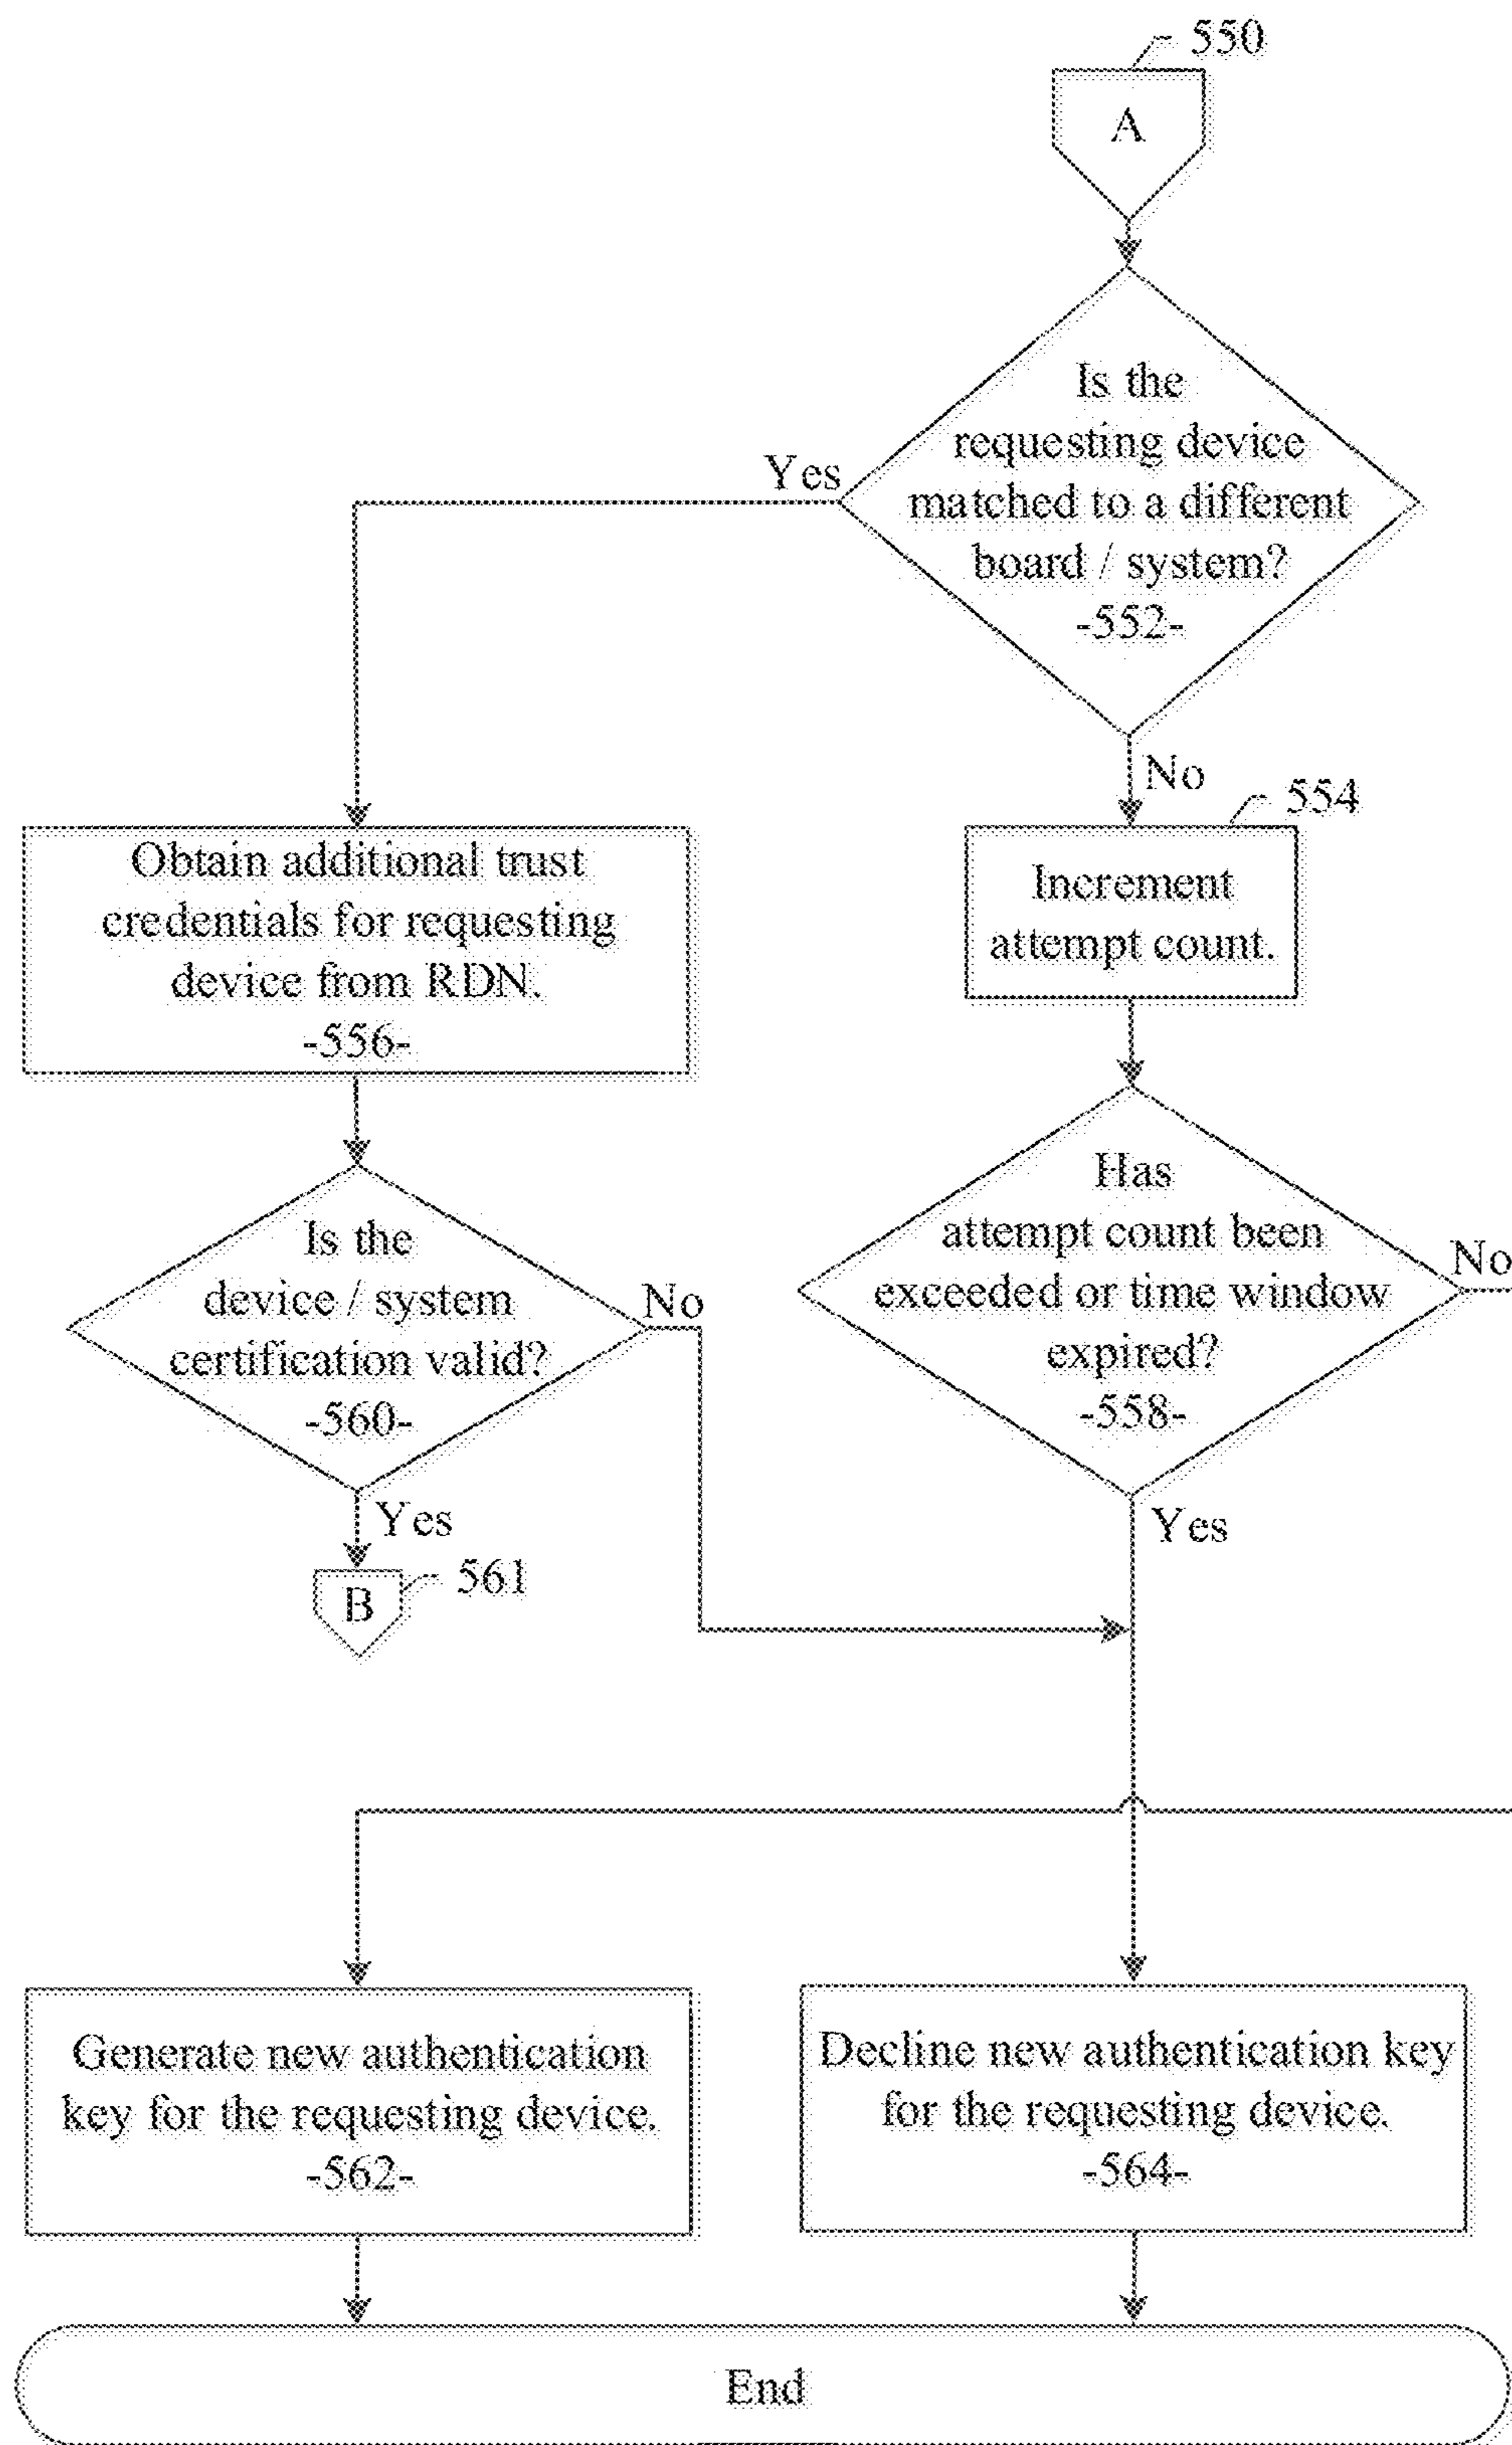 550
A
Is the
requesting device
matched to a different
board / system?
-552-
Yes
No
554
Obtain additional trust
credentials for requesting
device from RDN.
-556-
Increment
attempt count.
Is the
device / system
certification valid?
-560-
No
Has
attempt count been
exceeded or time window
expired?
-558-
No
Yes
Yes
B
561
Generate new authentication
key for the requesting device.
-562-
Decline new authentication key
for the requesting device.
-564-
End